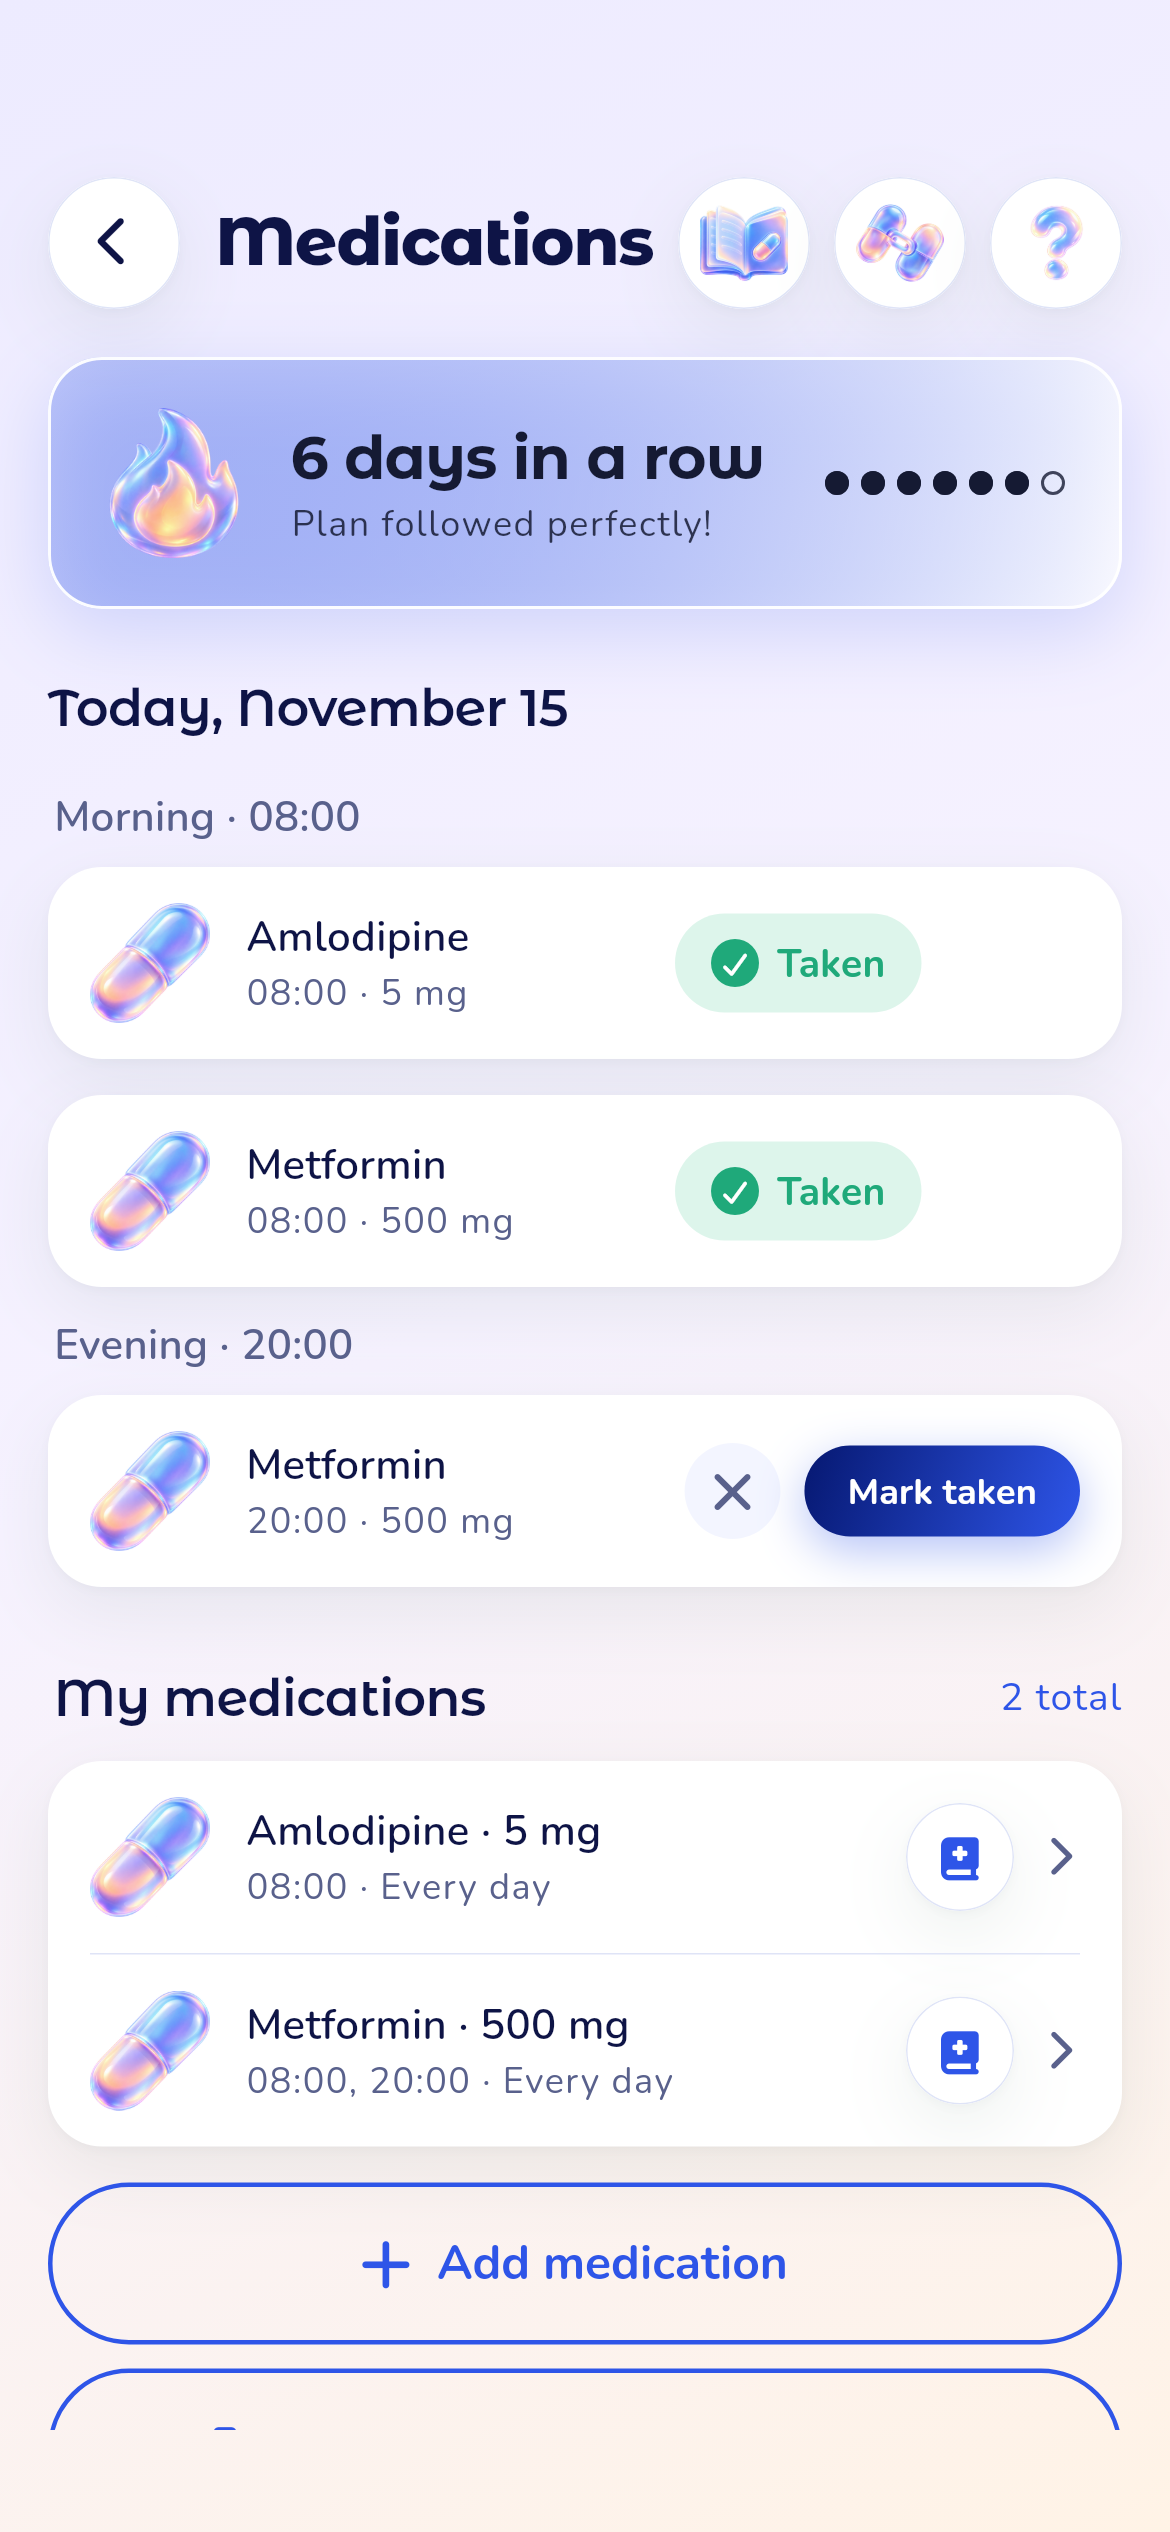 Medications
6 days in a row
Plan followed perfectly!
Today, November 15
Morning · 08:00
Amlodipine
08:00 · 5 mg
Taken
Metformin
08:00 · 500 mg
Taken
Evening · 20:00
Metformin
20:00 · 500 mg
Mark taken
My medications
2 total
Amlodipine · 5 mg
08:00 · Every day
Metformin · 500 mg
08:00, 20:00 · Every day
Add medication